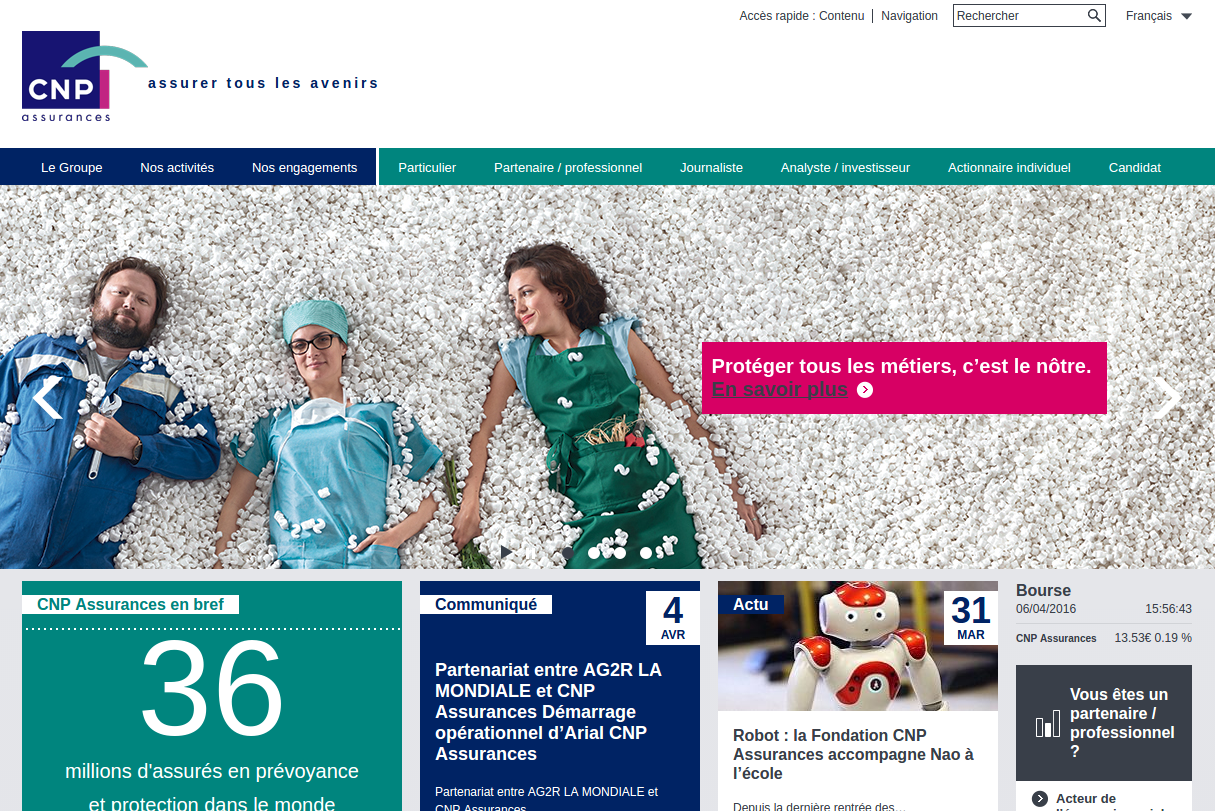 Accès rapide : Contenu
Navigation
Rechercher
Français
CNP
assurances
assurer tous les avenirs
Le Groupe
Nos activités
Nos engagements
Particulier
Partenaire / professionnel
Journaliste
Analyste / investisseur
Actionnaire individuel
Candidat
Protéger tous les métiers, c’est le nôtre.
En savoir plus
CNP Assurances en bref
36
millions d'assurés en prévoyance
et protection dans le monde
Communiqué
4
AVR
Partenariat entre AG2R LA
MONDIALE et CNP
Assurances Démarrage
opérationnel d’Arial CNP
Assurances
Partenariat entre AG2R LA MONDIALE et
CNP Assurances
Actu
31
MAR
Robot : la Fondation CNP
Assurances accompagne Nao à
l’école
Depuis la dernière rentrée des...
Bourse
06/04/2016
15:56:43
CNP Assurances
13.53€ 0.19 %
Vous êtes un
partenaire /
professionnel
?
Acteur de